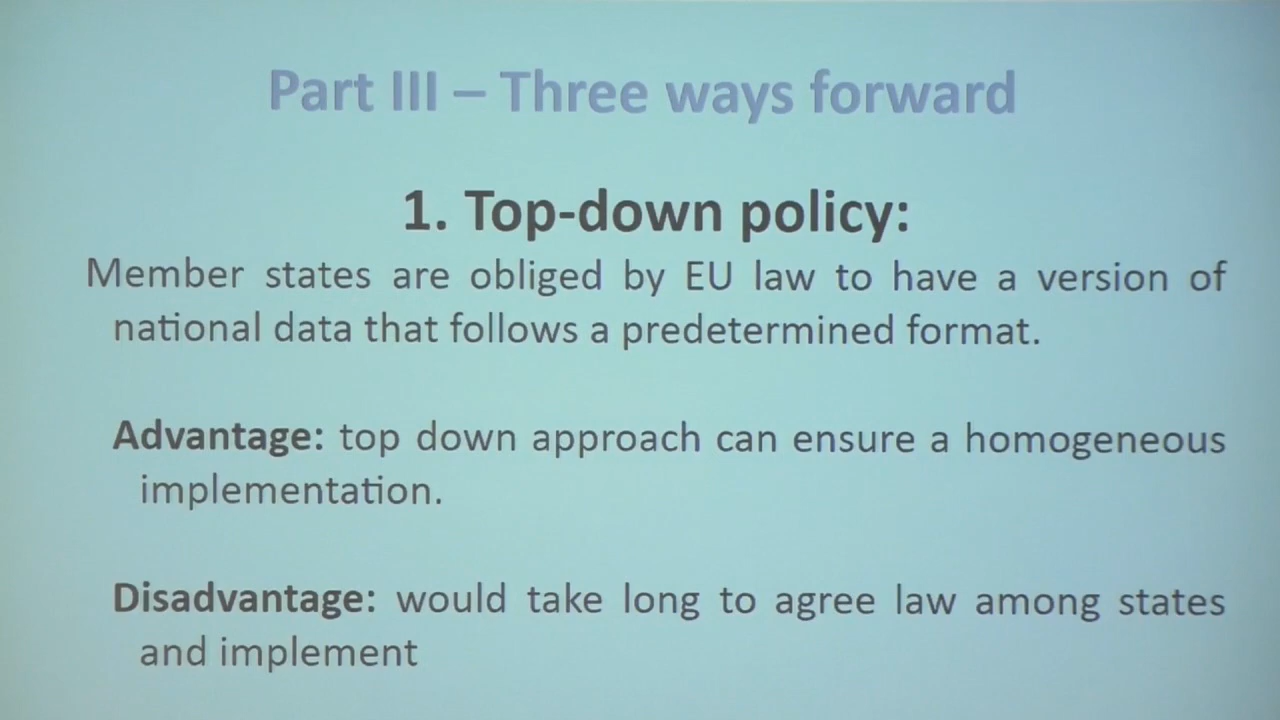 Part III – Three ways forward
1. Top-down policy:
Member states are obliged by EU law to have a version of
national data that follows a predetermined format.
Advantage: top down approach can ensure a homogeneous
implementation.
Disadvantage: would take long to agree law among states
and implement